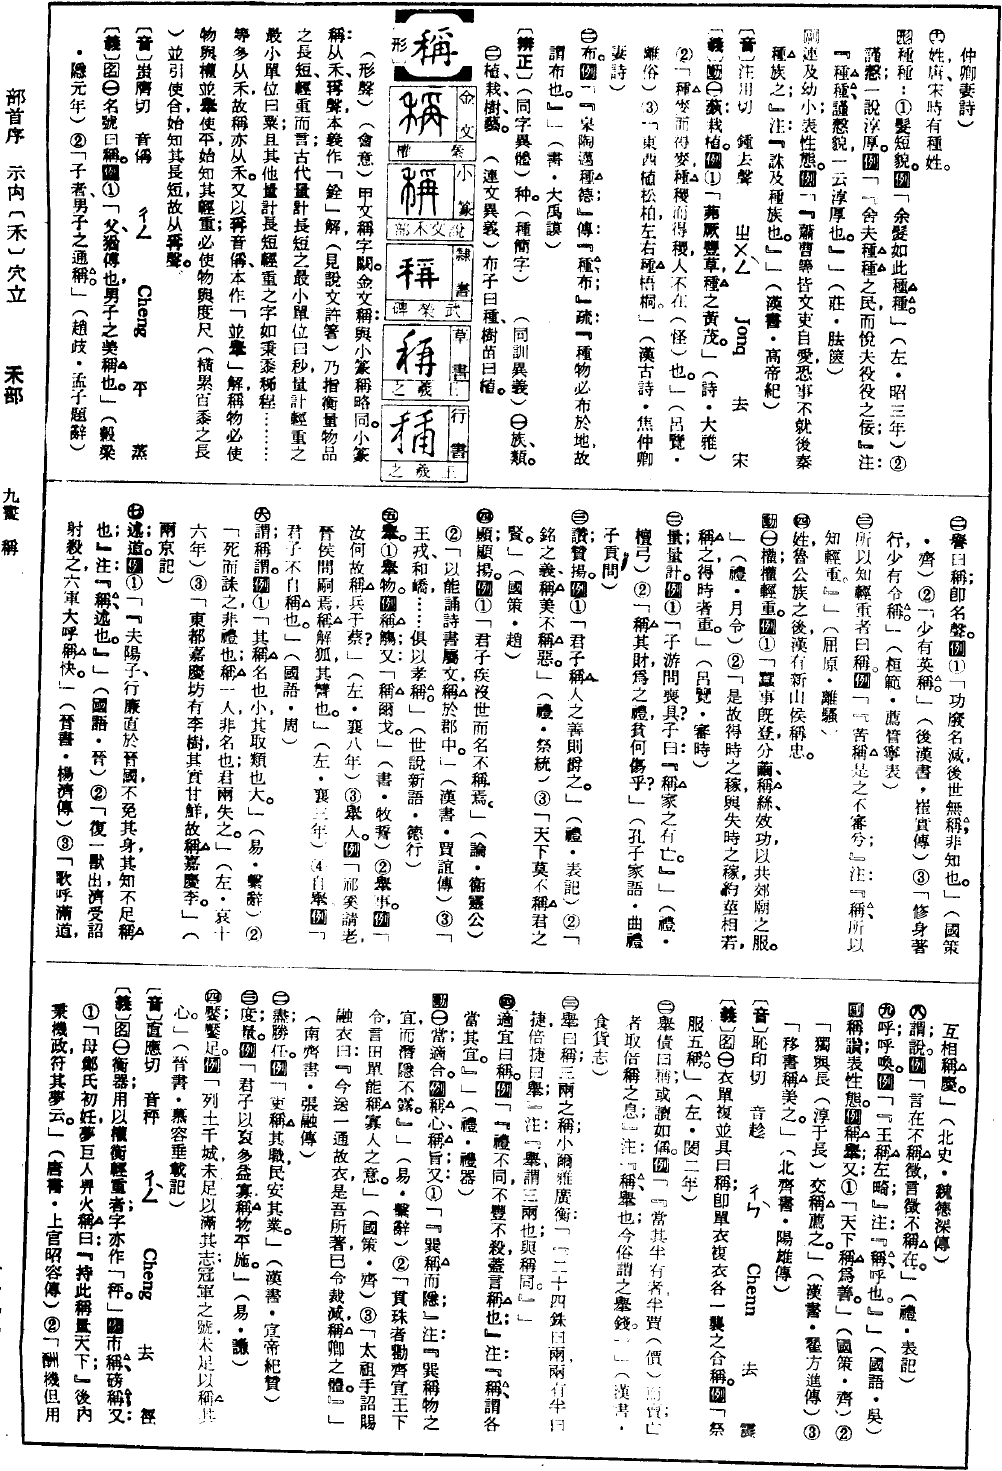 仲卿妻詩）
㊉姓唐宋時有種姓。
形種種：①髮短貌。例「余髮如此種種。」（左・昭三年）②
謹慤一說淳厚。例「『舍夫種種之民而悅夫役役之佞』注：
『種種謹慤貌一云淳厚也。』」（莊・胠篋）
副連及幼小表性態。例「『蕭曹等皆文吏自愛恐事不就後秦
種族之』注：『誅及種族也。』」（漢書・高帝紀）
〔音〕注用切　鍾去聲　ㄓㄨㄥˋ　Jong　去　宋
〔義〕動㊀蓺栽植。例①「茀厥豐草種之黃茂。」（詩・大雅）
②「種麥而得麥種稷而得稷人不在（怪）也。」（呂覽・
離俗）③「東西植松柏左右種梧桐。」（漢古詩・焦仲卿
妻詩）
㊁布。例「『皋陶邁種德』傳『種布』疏『種物必布於地故
謂布也。』」（書・大禹謨）
〔辨正〕（同字異體）种。（種簡字）（同訓異義）㊀族、類。
㊁植、栽、樹、藝。（連文異義）布子曰種樹苗曰植。
稱
形
金文
小篆　說文禾部
隸書　武榮碑
草書　王羲之
行書　王羲之
（形聲）（會意）甲文稱字闕。金文稱與小篆稱略同。小篆
稱从禾、爯聲本義作「銓」解（見說文許箸）乃指衡量物品
之長短輕重而言古代量計長短之最小單位曰秒量計輕重之
最小單位曰粟且其他量計長短輕重之字如秉、秦、稀、程………
等多从禾故稱亦从禾。又以爯音偁本作「並舉」解稱物必使
物與權並舉使平始知其輕重必使物與度尺（橫累百黍之長
）並引使合始知其長短故从爯聲。
〔音〕蚩膺切　音偁　ㄔㄥ　Cheng　平　蒸
〔義〕名㊀名號曰稱。例①「父猶傅也男子之美稱也。」（穀梁
・隱元年）②「子者男子之通稱。」（趙歧・孟子題辭）
㊁譽曰稱即名聲。例①「功廢名滅後世無稱非知也。」（國策
・齊）②「少有英稱。」（後漢書・崔寔傳）③「修身著
行少有令稱。」（桓範・薦管寧表）
㊂所以知輕重者曰稱。例「『苦稱量之不審兮』注：『稱、所以
知輕重。』」（屈原・離騷）
㊃姓魯公族之後漢有新山侯稱忠。
動㊀權、權輕重。例①「蠶事既登分繭稱絲效功以共郊廟之服。
」（禮・月令）②「是故得時之稼與失時之稼約莖相若，
稱之得時者重。」（呂覽・審時）
㊁量、量計。例①「子游問喪具子曰：『稱家之有亡。』」（禮・
檀弓）②「稱其財為之禮貧何傷乎？」（孔子家語・曲禮
子貢問）
㊂讚、贊揚。例①「君子稱人之善則爵之。」（禮・表記）②「
銘之義稱美不稱惡。」（禮・祭統）③「天下莫不稱君之
賢。」（國策・趙）
㊃顯、顯揚。例①「君子疾沒世而名不稱焉。」（論・衛靈公）
②「以能誦詩書屬文稱於郡中。」（漢書・賈誼傳）③「
王戎和嶠……俱以孝稱。」（世說新語・德行）
㊄舉。①舉物。例稱觴；又「稱爾戈。」（書・牧誓）②舉事。例「
汝何故稱兵于蔡？」（左・襄八年）③舉人。例「祁奚請老，
晉侯問嗣焉稱解狐其讎也。」（左・襄三年）④自舉例「
君子不自稱也。」（國語・周）
㊅謂、稱謂。例①「其稱名也小其取類也大。」（易・繫辭）②
「死而誄之非禮也稱一人非名也君兩失之。」（左・哀十
六年）③「東都嘉慶坊有李樹其實甘鮮故稱嘉慶李。」（
兩京記）
㊆述、道。例①「『夫陽子行廉直於晉國不免其身其知不足稱
也』注：『稱、述也。』」（國語・晉）②「復一獸出濟受詔
射殺之六軍大呼稱快。」（晉書・楊濟傳）③「歌呼滿道，
互相稱慶。」（北史・魏德深傳）
㊇謂、說。例「言在不稱徵言徵不稱在。」（禮・表記）
㊈呼、呼喚。例「『王稱左畸』注『稱、呼也。』」（國語・吳）
副稱讚表性態。例稱舉；又①「天下稱為善。」（國策・齊）②
「獨與長（淳于長）交稱薦之。」（漢書・翟方進傳）③
「移書稱美之。」（北齊書・陽雄傳）
〔音〕恥印切　音趁　ㄔㄣˋ　Chenn　去　震
〔義〕名㊀衣單複並具曰稱即單衣複衣各一襲之合稱。例「祭
服五稱。」（左・閔二年）
㊁舉債曰稱或讀如偁。例「『當其半有者半賈（價）而賣亡
者取倍稱之息』注：『稱、舉也今俗謂之舉錢。』」（漢書・
食貨志）
㊂舉曰稱三兩之稱小爾雅廣衡「二十四銖曰兩兩有半曰
捷倍捷曰舉」注：「舉謂三兩也與稱同。」
㊃適宜曰稱。例「『禮不同不豐不殺蓋言稱也』注『稱、謂各
當其宜。』」（禮・禮器）
動㊀當、適合。例稱心、稱旨；又①「『巽稱而隱』注：『巽稱物之
宜而潛隱不露。』」（易・繫辭）②「貫珠者勸齊宣王下
令言田單能稱寡人之意。」（國策・齊）③「太祖手詔賜
融衣曰：『今送一通故衣是吾所著已令裁減稱卿之體。』」
（南齊書・張融傳）
㊁盡、勝任。例「吏稱其職民安其業。」（漢書・宣帝紀贊）
㊂度、量。例「君子以裒多益寡稱物平施。」（易・謙）
㊃饜、饜足。例「列土千城未足以滿其志冠軍之號未足以稱其
心。」（晉書・慕容垂載記）
〔音〕直應切　音秤　ㄔㄥˋ　Cheng　去　徑
〔義〕名㊀衡器用以權衡輕重者字亦作「秤。」例市稱、磅稱；又：
①「母鄭氏初妊夢巨人畀火稱曰：『持此稱量天下』後內
秉機政符其夢云。」（唐書・上官昭容傳）②「酬機但用
部首序　示内〔禾〕穴立　禾部　九畫　稱